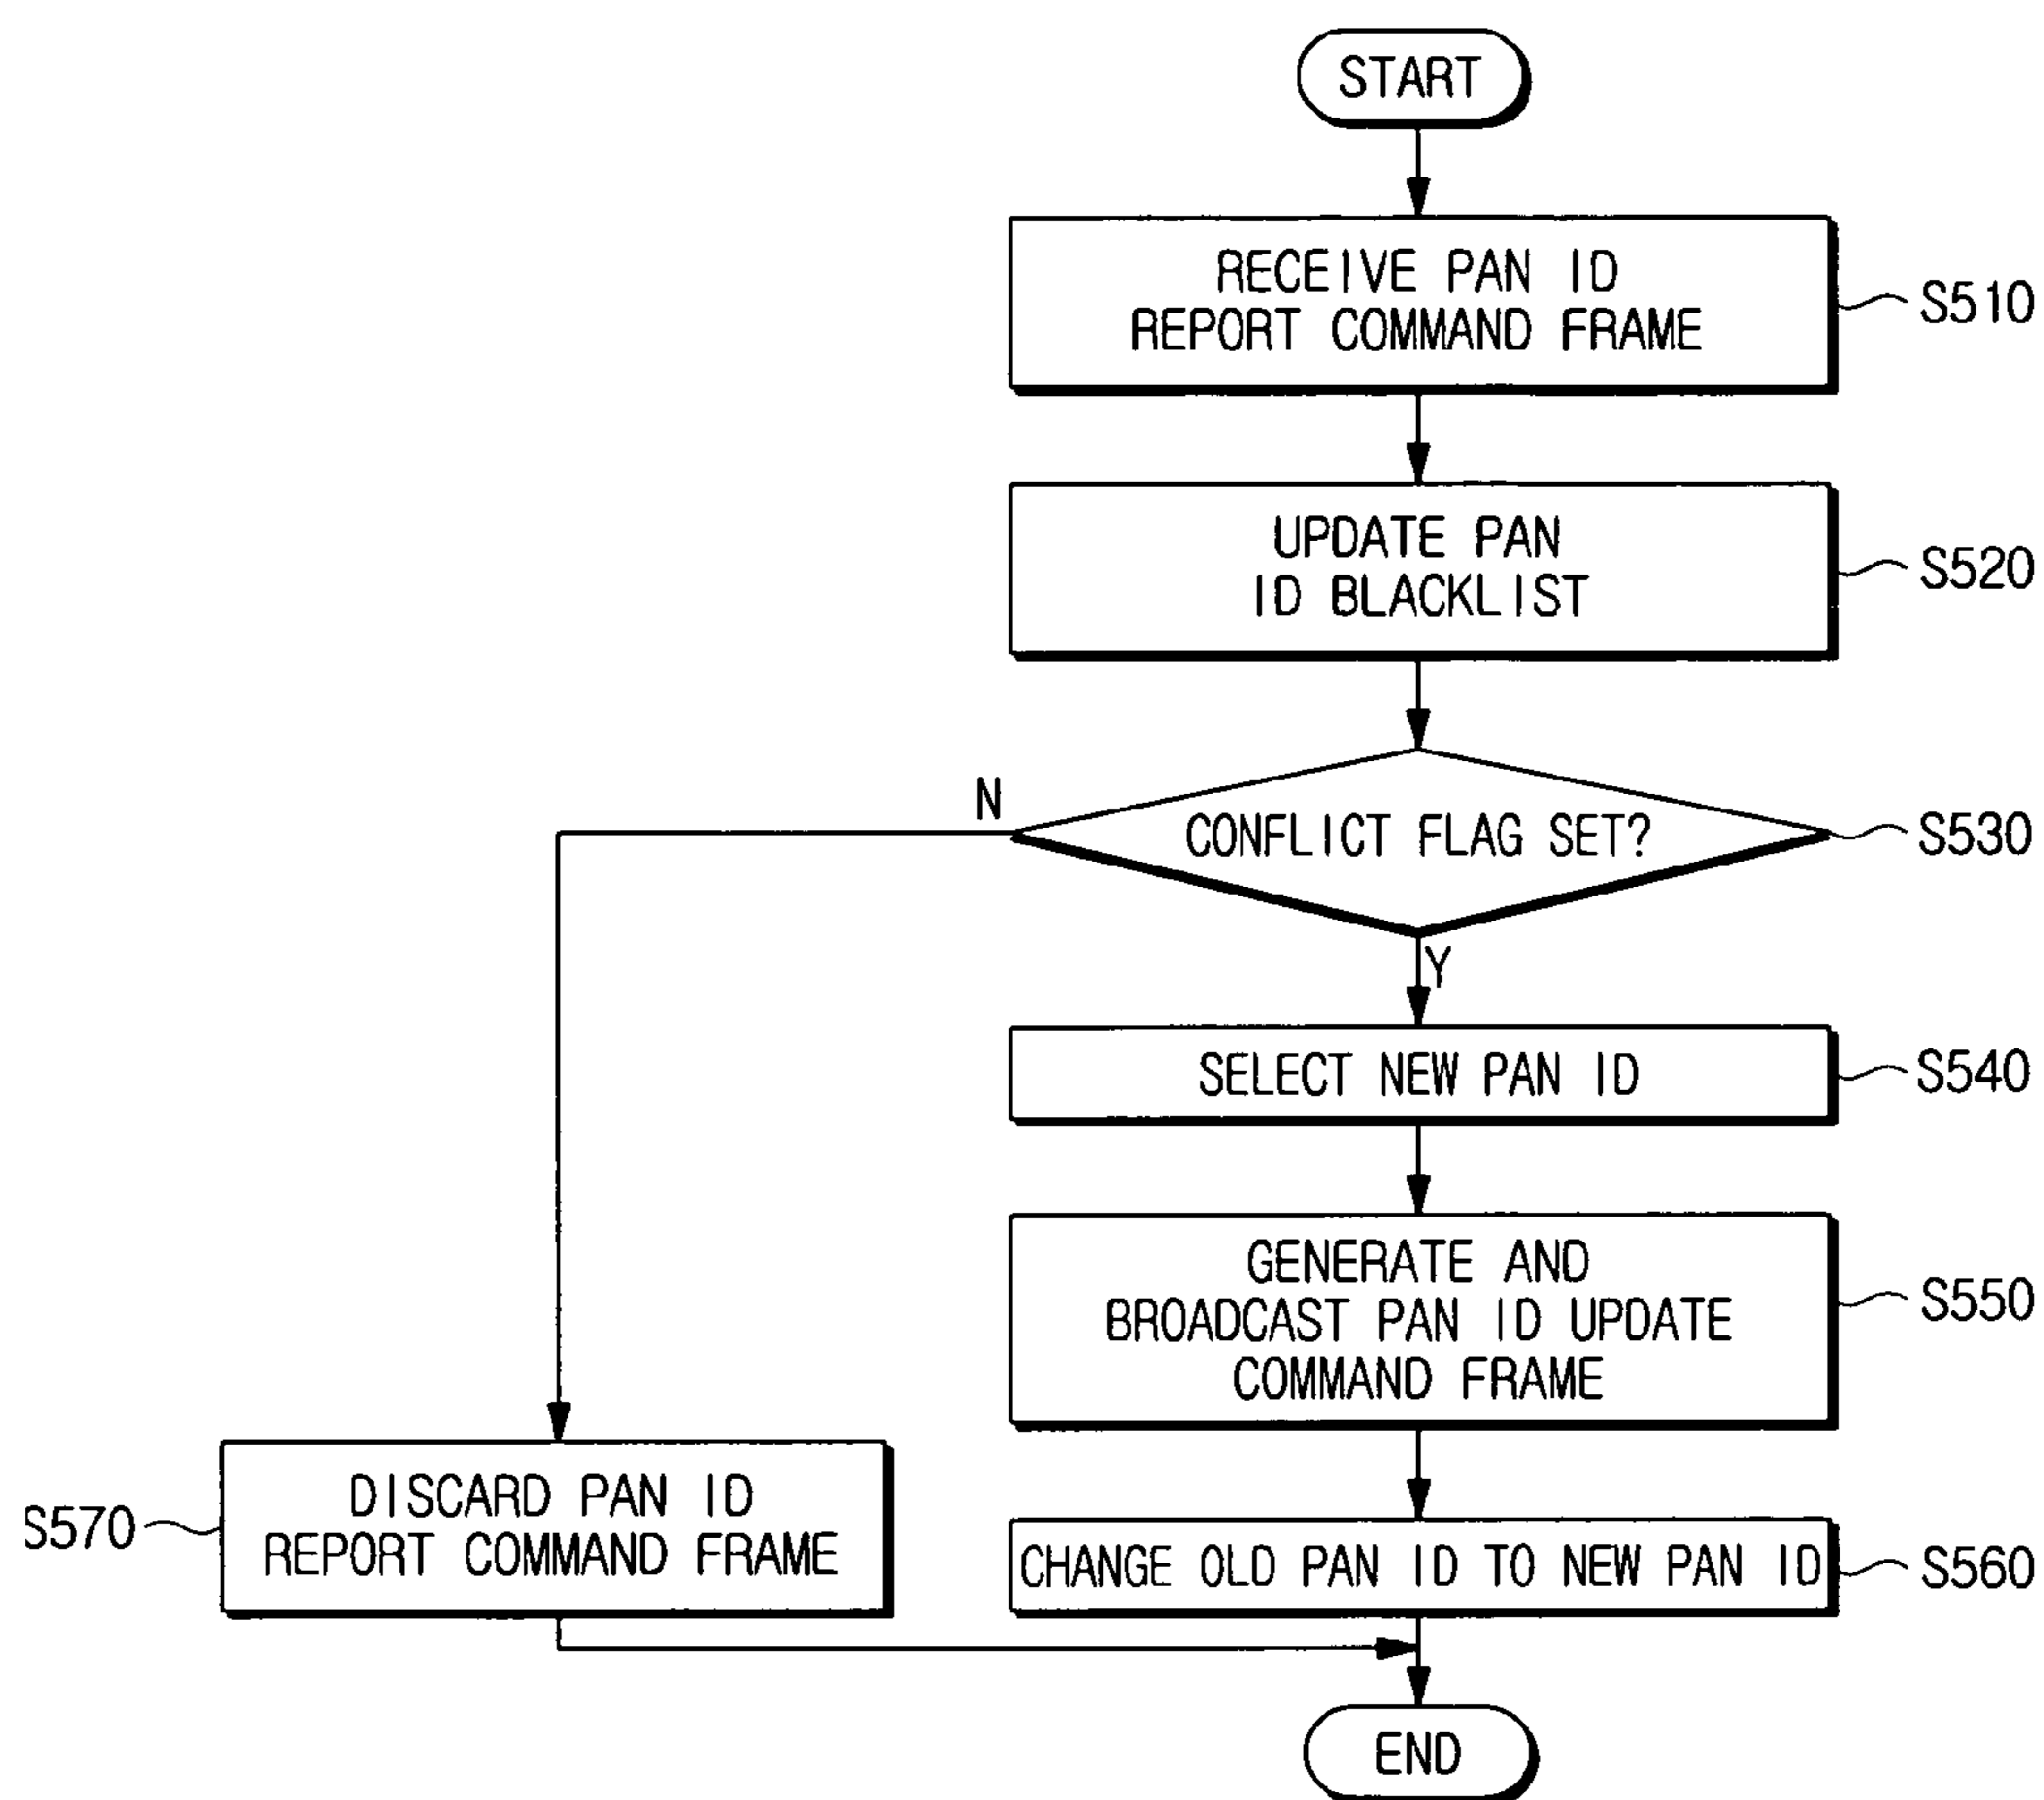 START
RECEIVE PAN ID
REPORT COMMAND FRAME
S510
UPDATE PAN
ID BLACKLIST
S520
N
CONFLICT FLAG SET?
S530
Y
SELECT NEW PAN ID
S540
GENERATE AND
BROADCAST PAN ID UPDATE
COMMAND FRAME
S550
DISCARD PAN ID
REPORT COMMAND FRAME
S570
CHANGE OLD PAN ID TO NEW PAN ID
S560
END